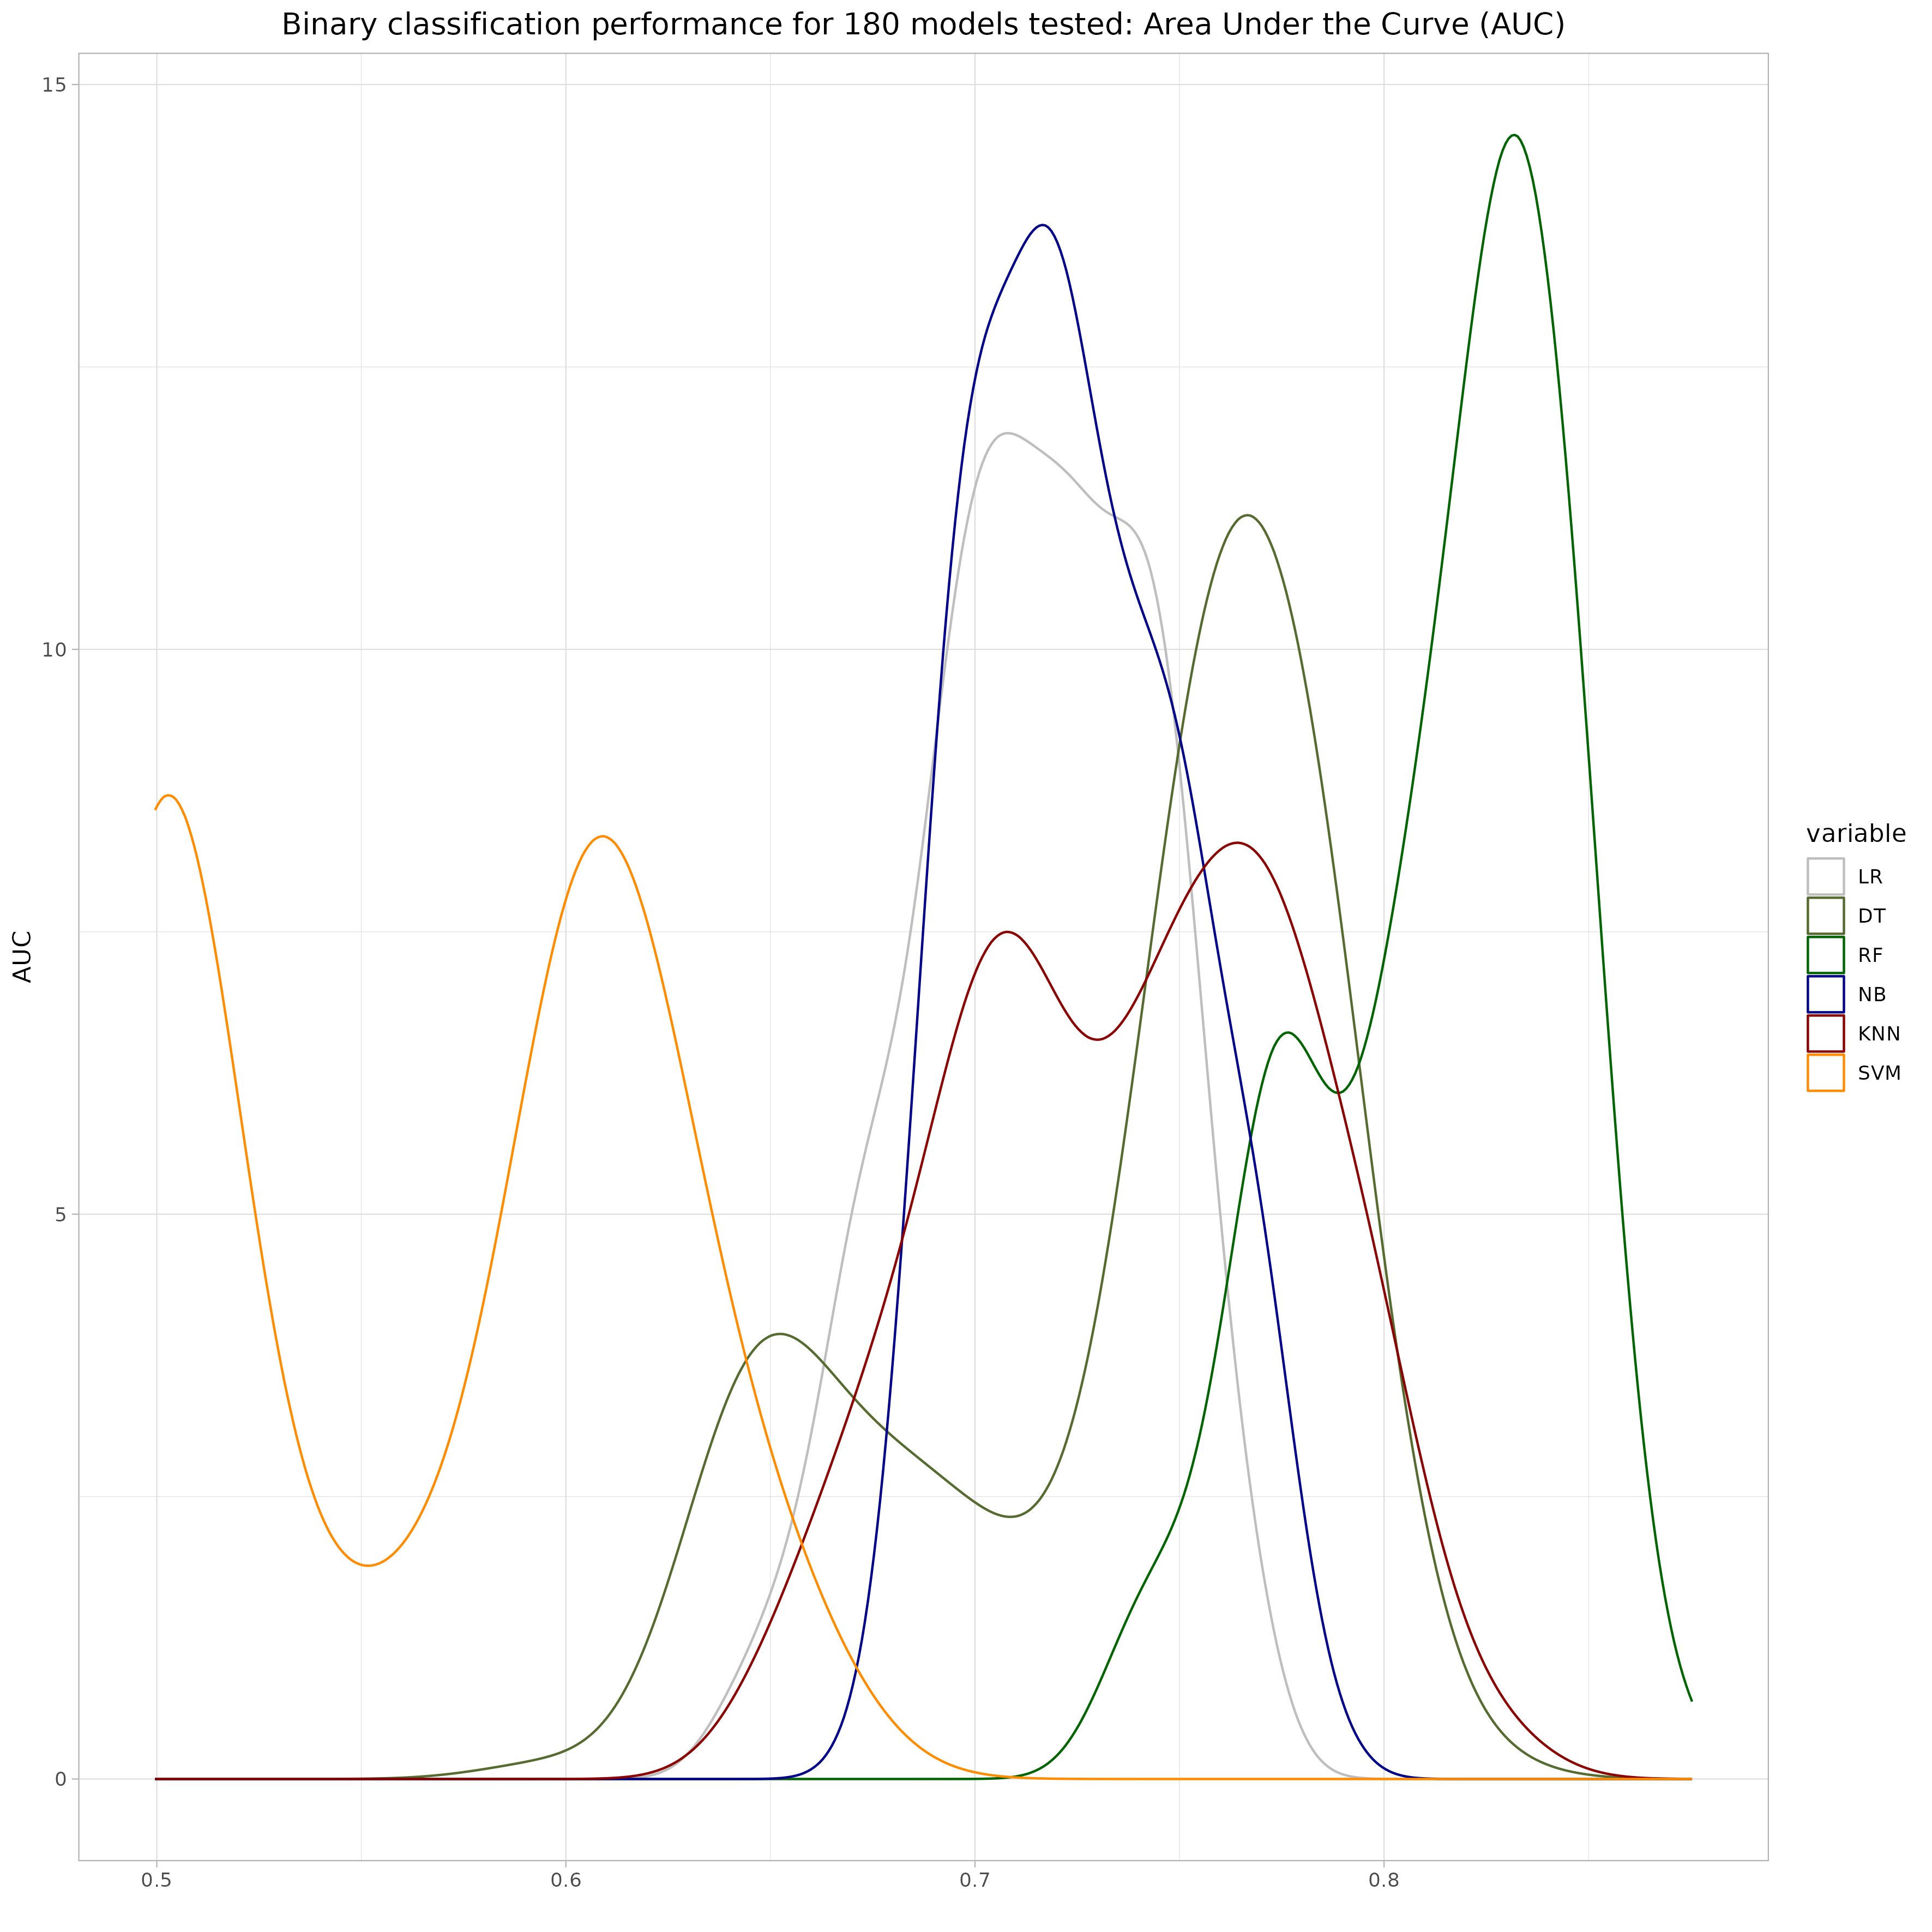 Binary classification performance for 180 models tested: Area Under the Curve (AUC)
15
10
5
0
AUC
0.5 0.6 0.7 0.8
variable
LR
DT
RF
NB
KNN
SVM